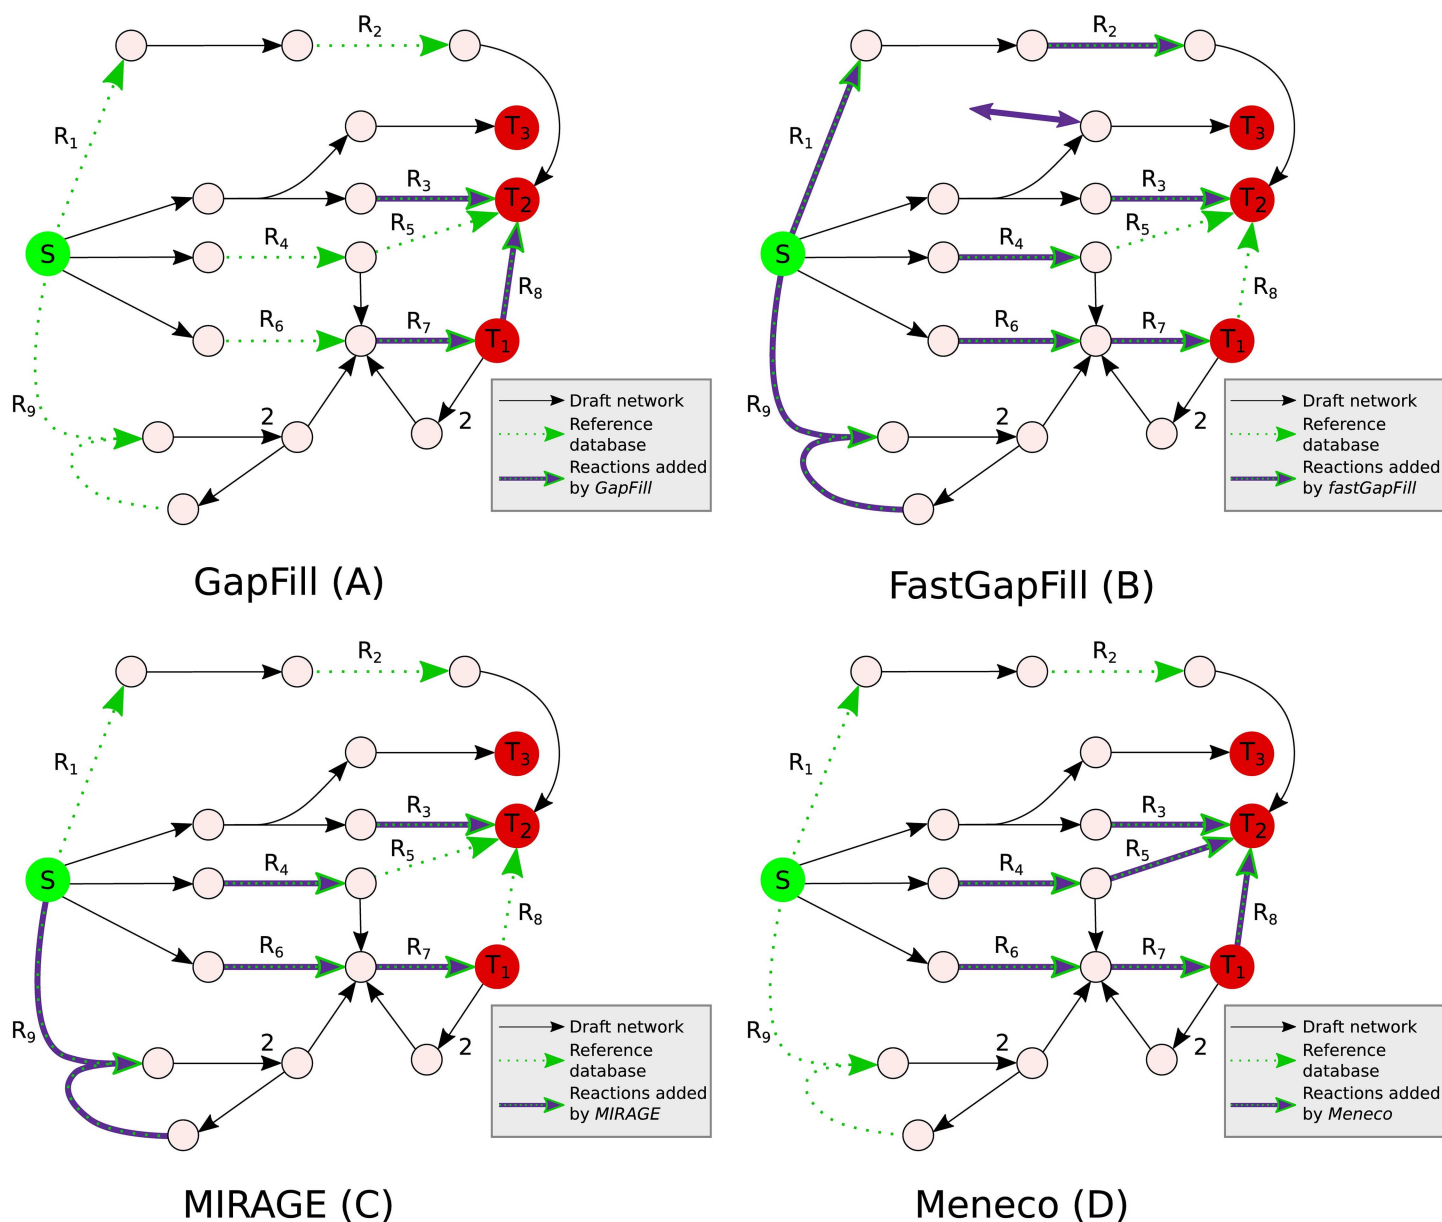 R2
R1
T3
R3
T2
R5
R4
S
R8
R6
R7
T1
R9
2
2
Draft network
Reference
database
Reactions added
by GapFill
GapFill (A)
R2
R1
T3
R3
T2
R5
R4
S
R8
R6
R7
T1
R9
2
2
Draft network
Reference
database
Reactions added
by fastGapFill
FastGapFill (B)
R2
R1
T3
R3
T2
R5
R4
S
R8
R6
R7
T1
R9
2
2
Draft network
Reference
database
Reactions added
by MIRAGE
MIRAGE (C)
R2
R1
T3
R3
T2
R5
R4
S
R8
R6
R7
T1
R9
2
2
Draft network
Reference
database
Reactions added
by Meneco
Meneco (D)